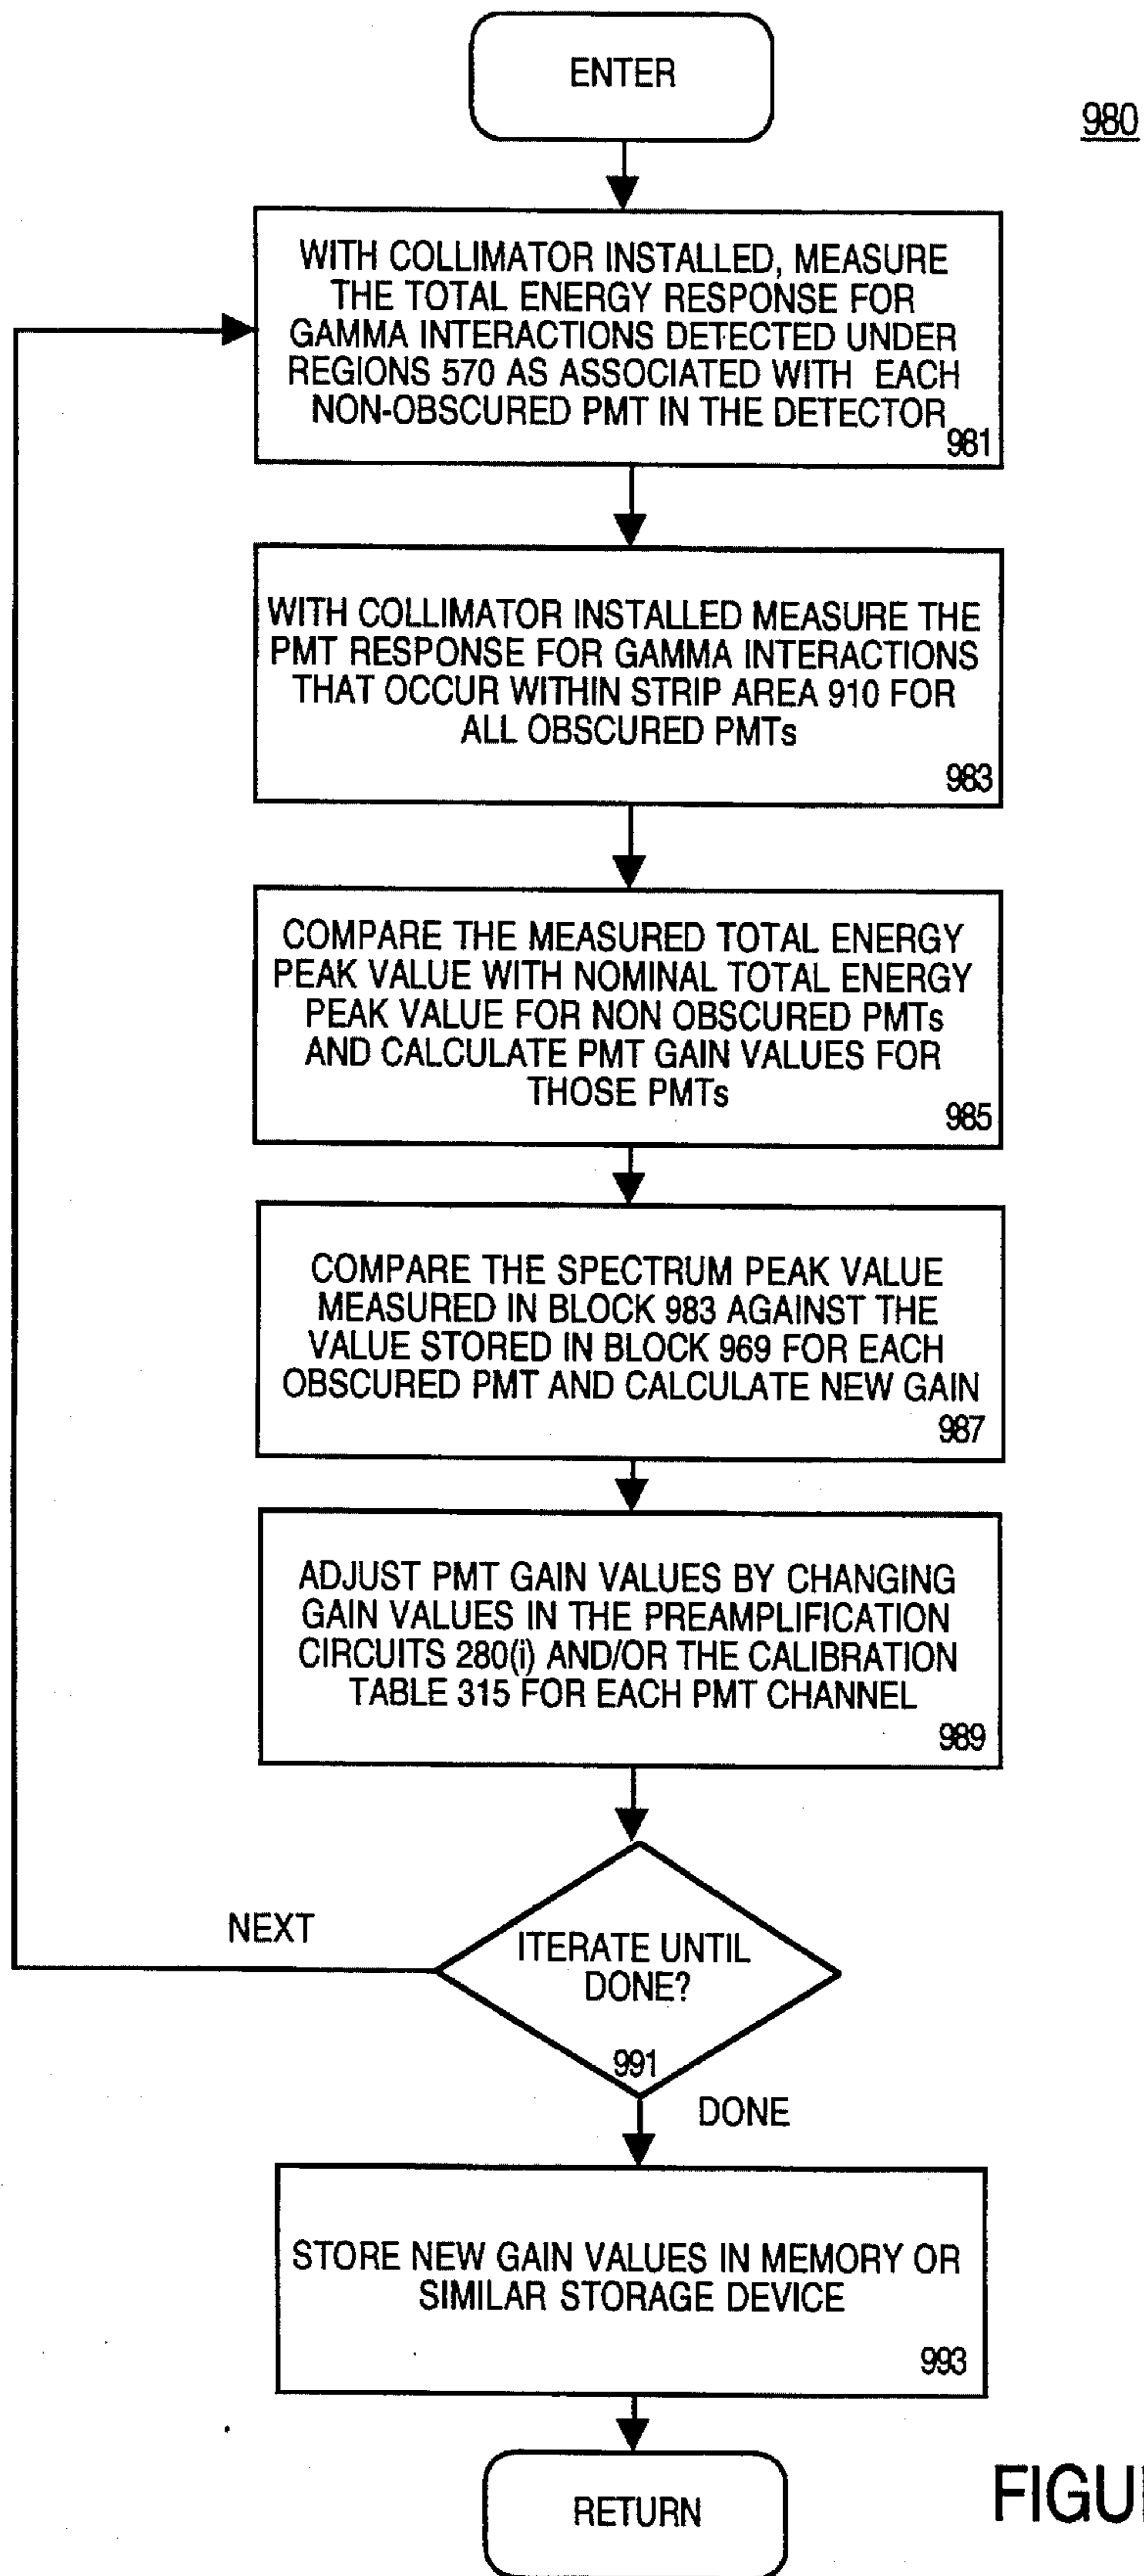 ENTER
980
WITH COLLIMATOR INSTALLED, MEASURE
THE TOTAL ENERGY RESPONSE FOR
GAMMA INTERACTIONS DETECTED UNDER
REGIONS 570 AS ASSOCIATED WITH EACH
NON-OBSCURED PMT IN THE DETECTOR
981
WITH COLLIMATOR INSTALLED MEASURE THE
PMT RESPONSE FOR GAMMA INTERACTIONS
THAT OCCUR WITHIN STRIP AREA 910 FOR
ALL OBSCURED PMTs
983
COMPARE THE MEASURED TOTAL ENERGY
PEAK VALUE WITH NOMINAL TOTAL ENERGY
PEAK VALUE FOR NON OBSCURED PMTs
AND CALCULATE PMT GAIN VALUES FOR
THOSE PMTs
985
COMPARE THE SPECTRUM PEAK VALUE
MEASURED IN BLOCK 983 AGAINST THE
VALUE STORED IN BLOCK 969 FOR EACH
OBSCURED PMT AND CALCULATE NEW GAIN
987
ADJUST PMT GAIN VALUES BY CHANGING
GAIN VALUES IN THE PREAMPLIFICATION
CIRCUITS 280(i) AND/OR THE CALIBRATION
TABLE 315 FOR EACH PMT CHANNEL
989
NEXT
ITERATE UNTIL
DONE?
991
DONE
STORE NEW GAIN VALUES IN MEMORY OR
SIMILAR STORAGE DEVICE
993
RETURN